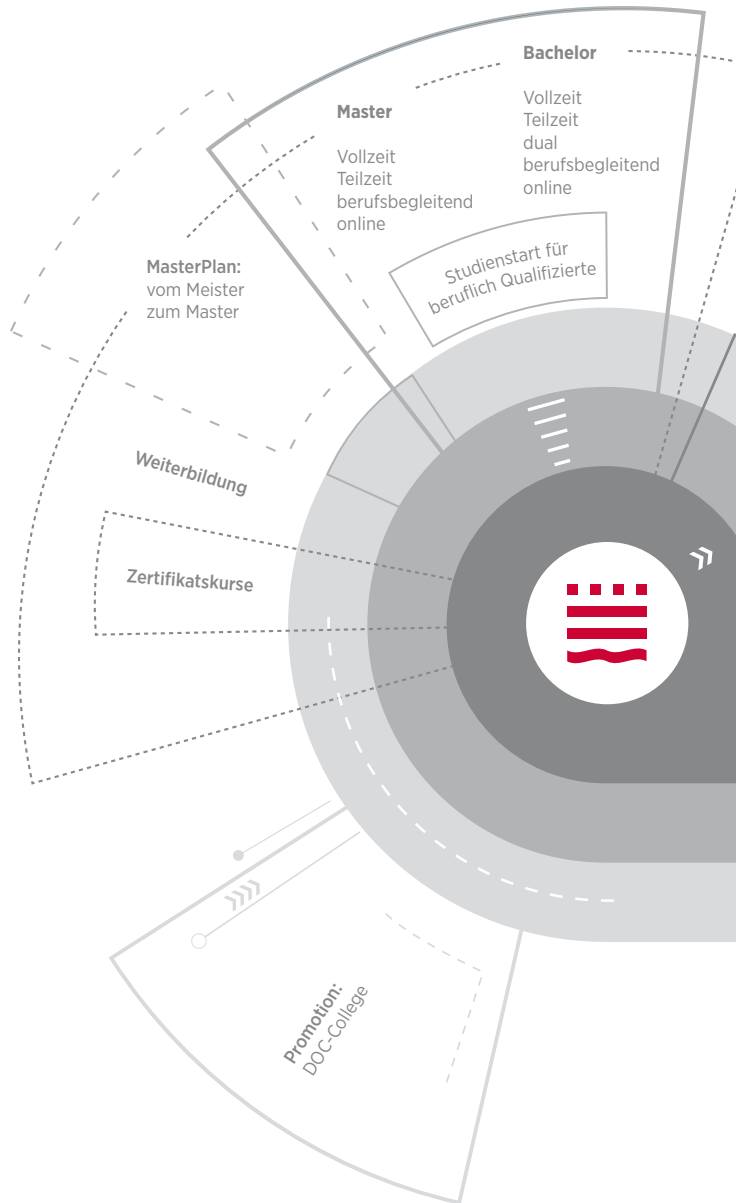 Bachelor
Vollzeit
Teilzeit
dual
berufsbegleitend
online
Master
Vollzeit
Teilzeit
berufsbegleitend
online
Studienstart für
beruflich Qualifizierte
MasterPlan:
vom Meister
zum Master
Weiterbildung
Zertifikatskurse
Promotion:
DOC-College